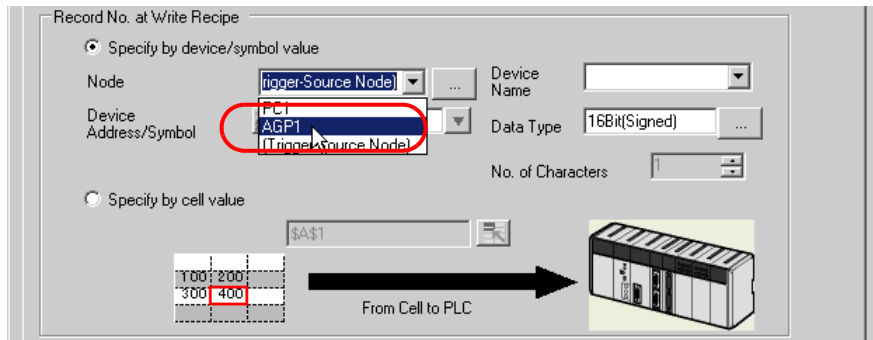 Record No. at Write Recipe
Specify by device/symbol value
Node
rigger-Source Node)
...
Device Name
PC1
AGP1
(Trigger-Source Node)
Device Address/Symbol
Data Type
16Bit(Signed)
...
No. of Characters
1
Specify by cell value
$A$1
100 200
300 400
From Cell to PLC